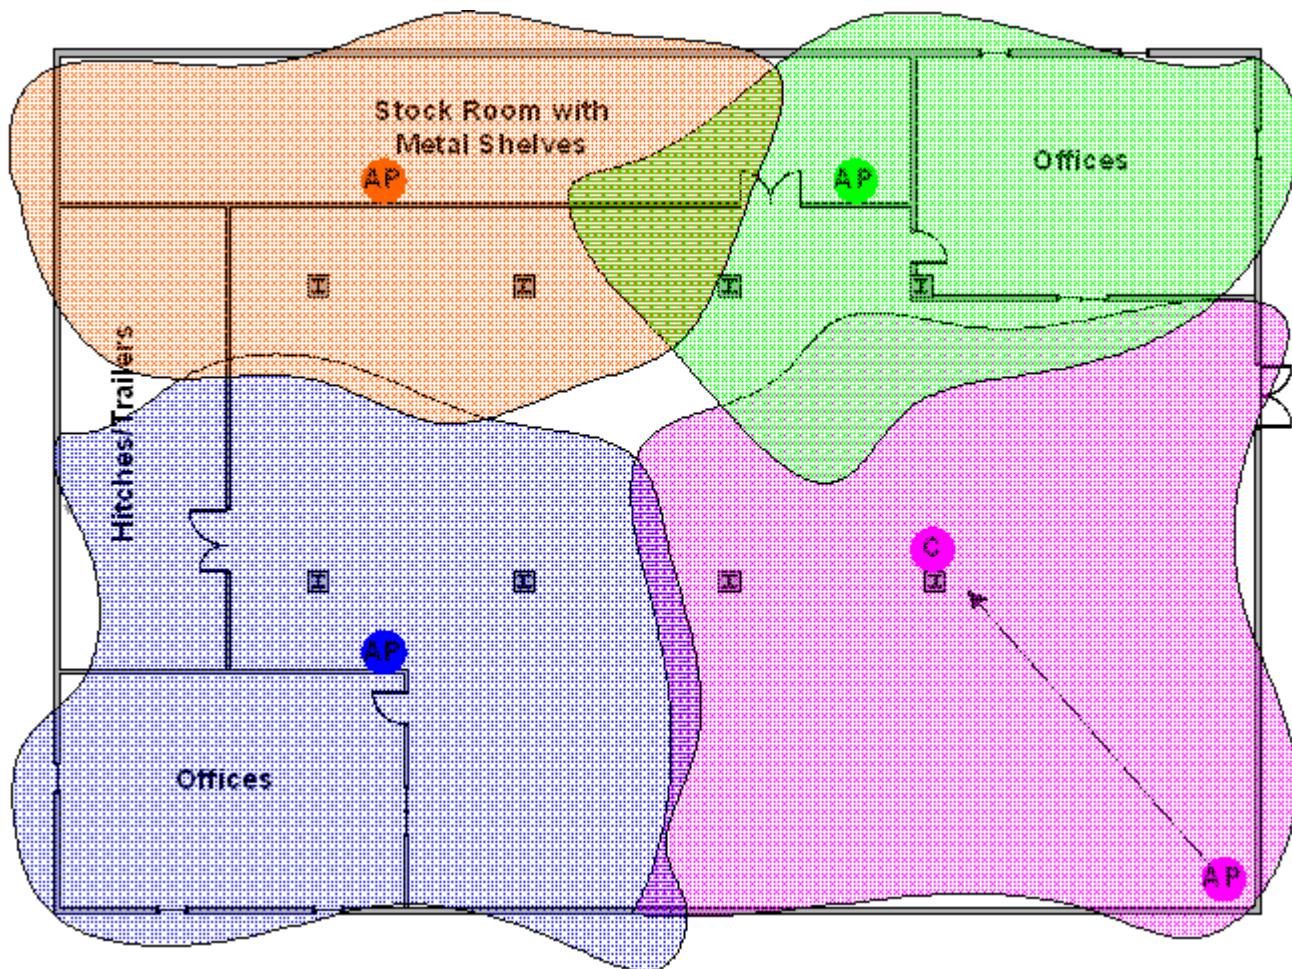 Stock Room with
Metal Shelves
AP
AP
Offices
I
I
I
I
Hitches/Trailers
C
I
I
I
I
AP
Offices
AP